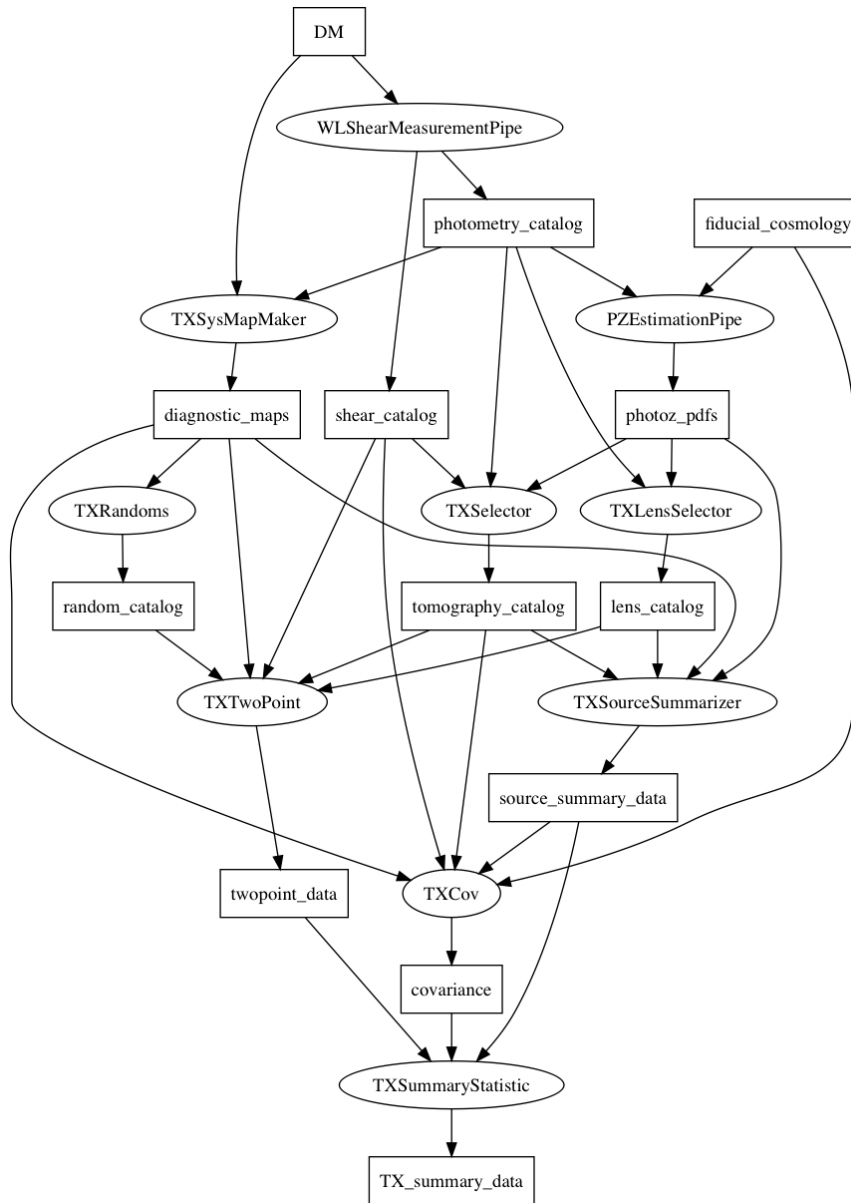 DM
WLShearMeasurementPipe
photometry_catalog
fiducial_cosmology
TXSysMapMaker
PZEstimationPipe
diagnostic_maps
shear_catalog
photoz_pdfs
TXRandoms
TXSelector
TXLensSelector
random_catalog
tomography_catalog
lens_catalog
TXTwoPoint
TXSourceSummarizer
source_summary_data
twopoint_data
TXCov
covariance
TXSummaryStatistic
TX_summary_data